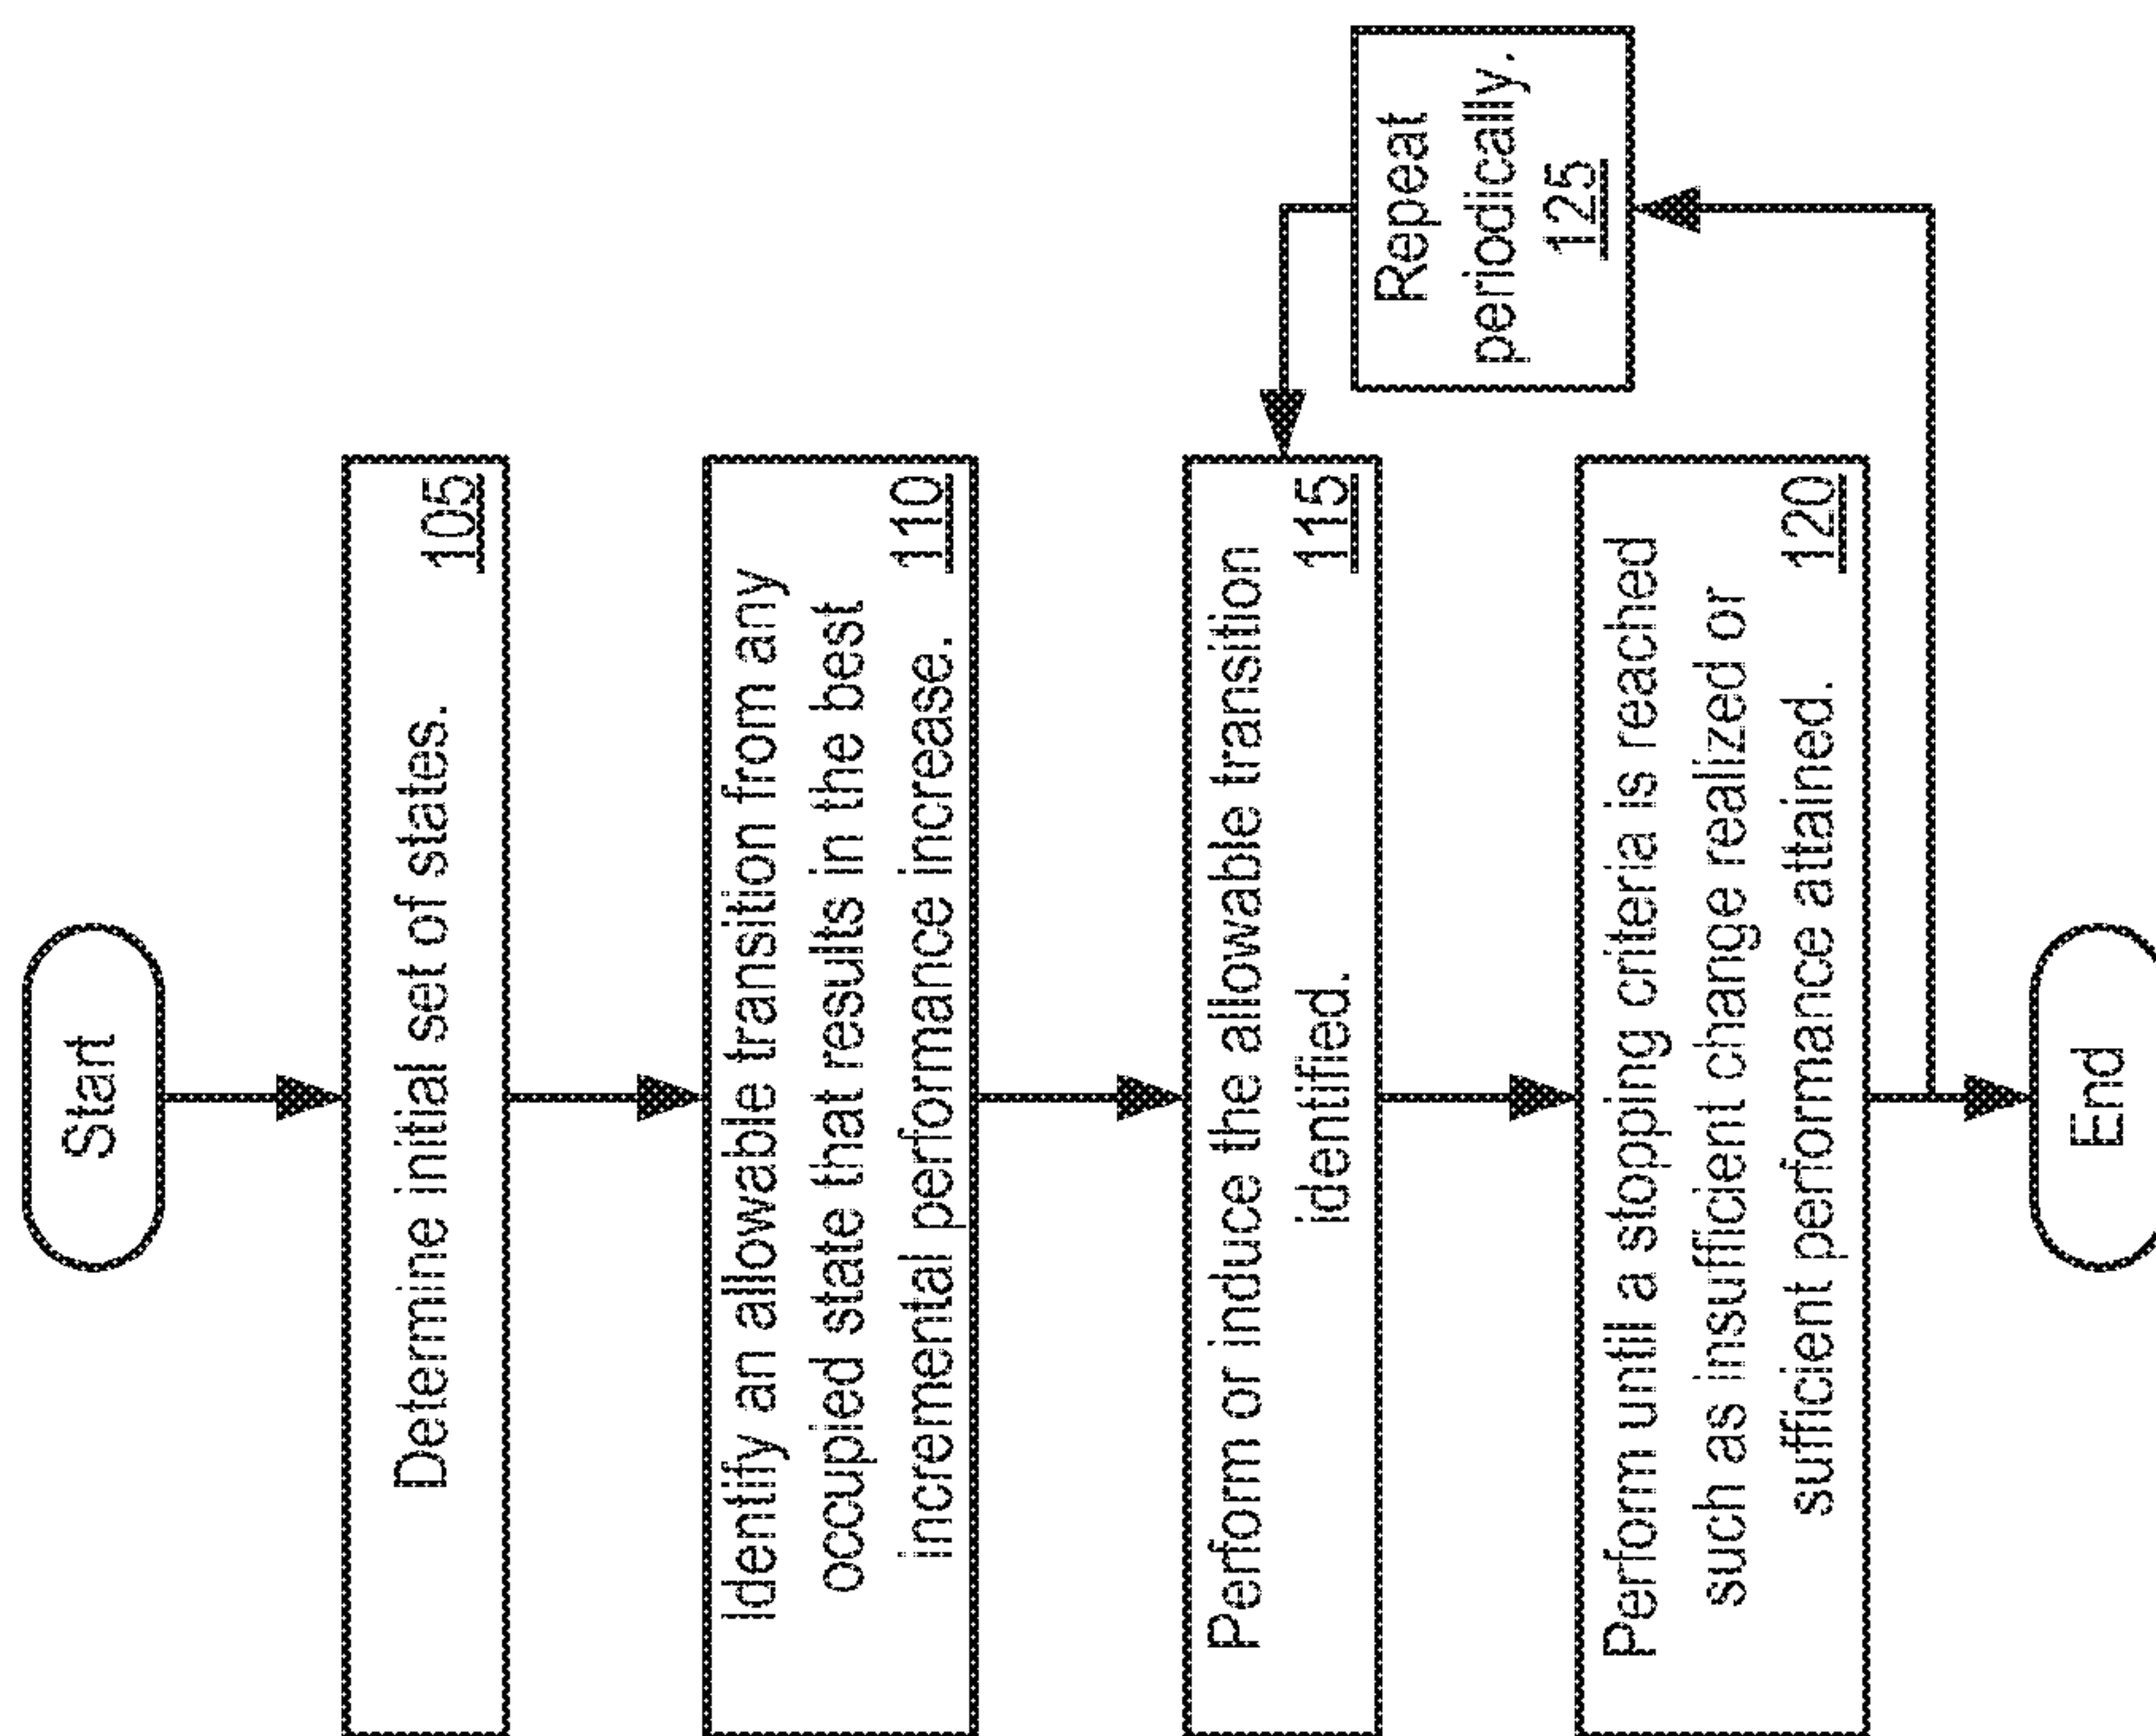 Start
Determine initial set of states.
105
Identify an allowable transition from any
occupied state that results in the best
incremental performance increase. 110
Perform or induce the allowable transition
identified. 115
Perform until a stopping criteria is reached
such as insufficient change realized or
sufficient performance attained. 120
Repeat
periodically.
125
End